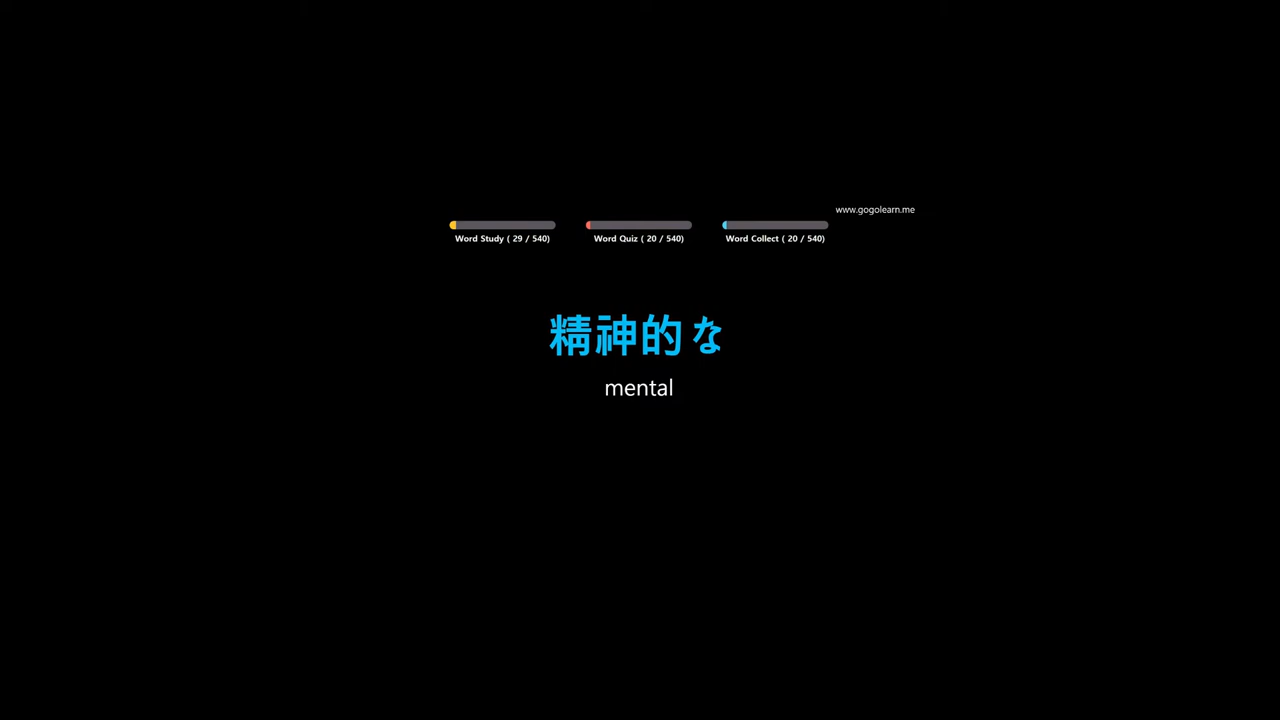 www.gogolearn.me
Word Study ( 29 / 540) Word Quiz ( 20 / 540) Word Collect ( 20 / 540)
精神的な
mental